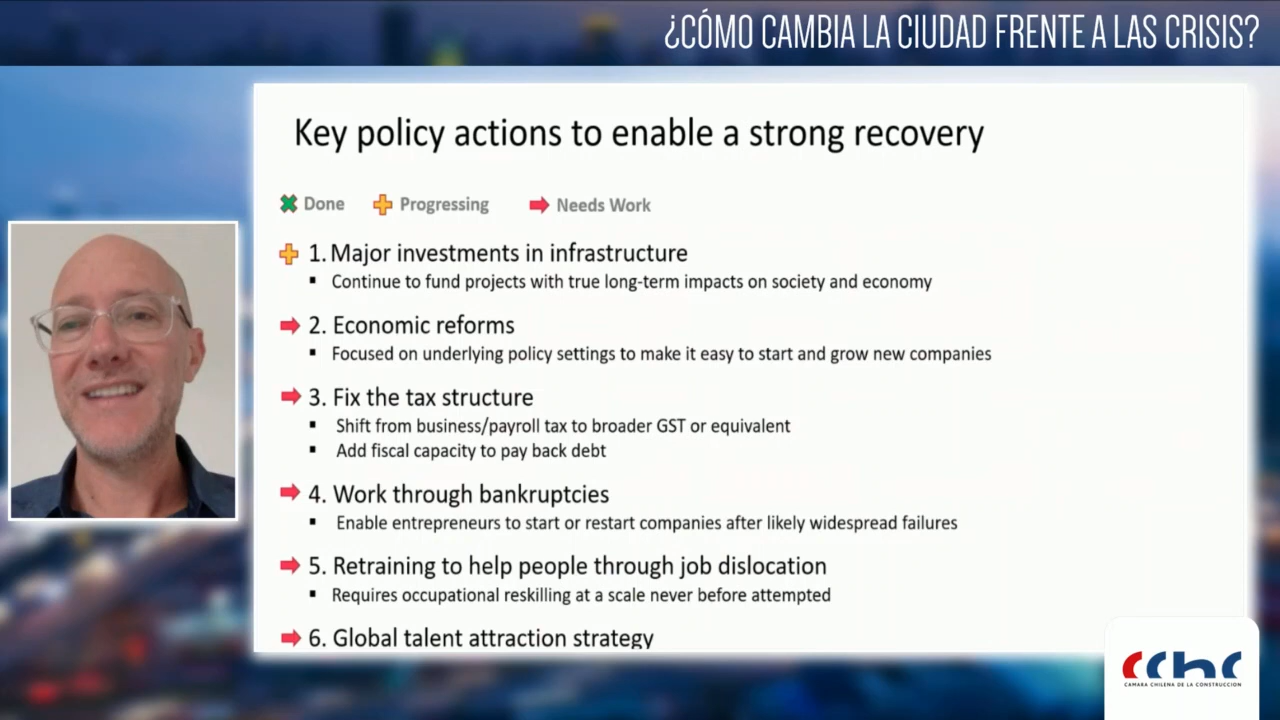 ¿CÓMO CAMBIA LA CIUDAD FRENTE A LAS CRISIS?
Key policy actions to enable a strong recovery
Done Progressing Needs Work
1. Major investments in infrastructure
▪ Continue to fund projects with true long-term impacts on society and economy
2. Economic reforms
▪ Focused on underlying policy settings to make it easy to start and grow new companies
3. Fix the tax structure
▪ Shift from business/payroll tax to broader GST or equivalent
▪ Add fiscal capacity to pay back debt
4. Work through bankruptcies
▪ Enable entrepreneurs to start or restart companies after likely widespread failures
5. Retraining to help people through job dislocation
▪ Requires occupational reskilling at a scale never before attempted
6. Global talent attraction strategy
cchc
CAMARA CHILENA DE LA CONSTRUCCION